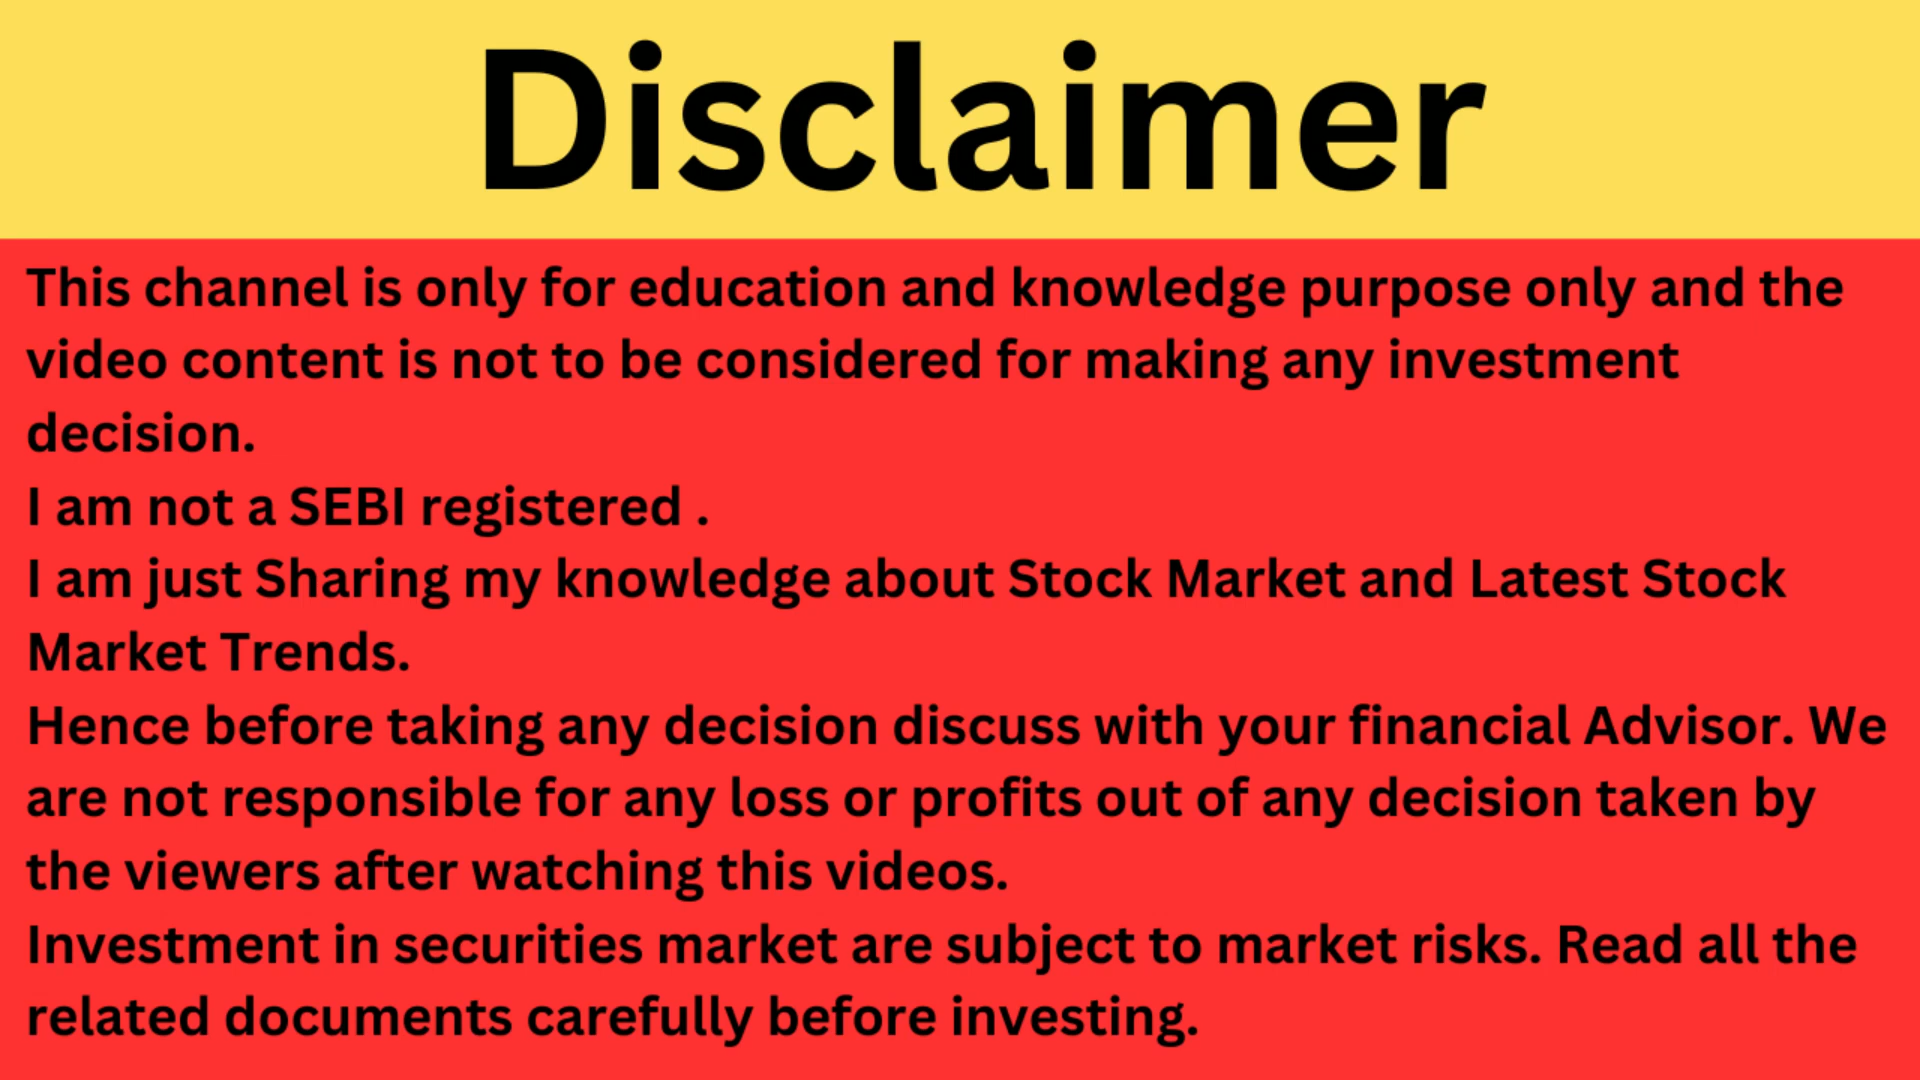 Disclaimer
This channel is only for education and knowledge purpose only and the
video content is not to be considered for making any investment
decision.
I am not a SEBI registered .
I am just Sharing my knowledge about Stock Market and Latest Stock
Market Trends.
Hence before taking any decision discuss with your financial Advisor. We
are not responsible for any loss or profits out of any decision taken by
the viewers after watching this videos.
Investment in securities market are subject to market risks. Read all the
related documents carefully before investing.